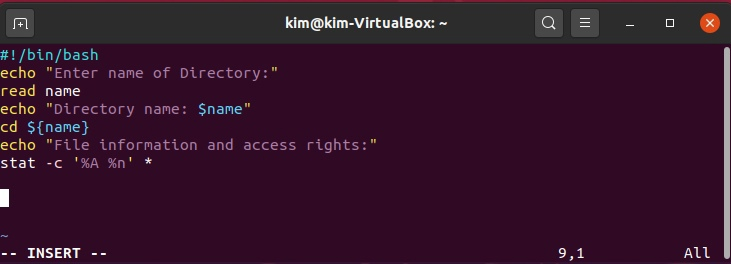 kim@kim-VirtualBox: ~
#!/bin/bash
echo "Enter name of Directory:"
read name
echo "Directory name: $name"
cd ${name}
echo "File information and access rights:"
stat -c '%A %n' *
~
-- INSERT -- 9,1 All